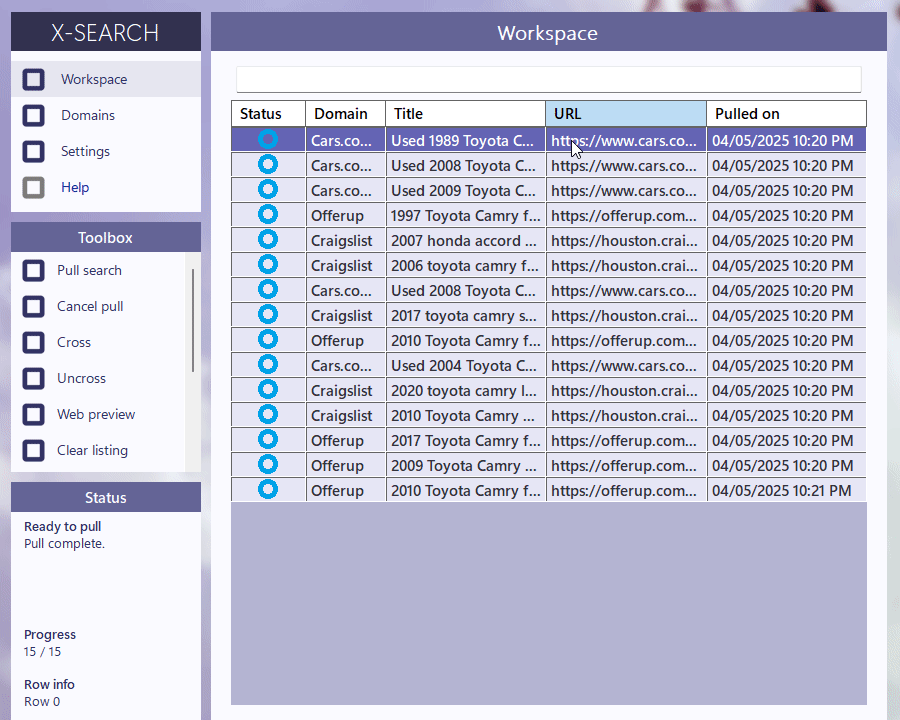 X-SEARCH
Workspace
Domains
Settings
Help
Toolbox
Pull search
Cancel pull
Cross
Uncross
Web preview
Clear listing
Status
Ready to pull
Pull complete.
Progress
15 / 15
Row info
Row 0
Workspace
Status Domain Title URL Pulled on
Cars.co... Used 1989 Toyota C... https://www.cars.co... 04/05/2025 10:20 PM
Cars.co... Used 2008 Toyota C... https://www.cars.co... 04/05/2025 10:20 PM
Cars.co... Used 2009 Toyota C... https://www.cars.co... 04/05/2025 10:20 PM
Offerup 1997 Toyota Camry f... https://offerup.com... 04/05/2025 10:20 PM
Craigslist 2007 honda accord ... https://houston.crai... 04/05/2025 10:20 PM
Craigslist 2006 toyota camry f... https://houston.crai... 04/05/2025 10:20 PM
Cars.co... Used 2008 Toyota C... https://www.cars.co... 04/05/2025 10:20 PM
Craigslist 2017 toyota camry s... https://houston.crai... 04/05/2025 10:20 PM
Offerup 2010 Toyota Camry f... https://offerup.com... 04/05/2025 10:20 PM
Cars.co... Used 2004 Toyota C... https://www.cars.co... 04/05/2025 10:20 PM
Craigslist 2020 toyota camry l... https://houston.crai... 04/05/2025 10:20 PM
Craigslist 2010 Toyota Camry ... https://houston.crai... 04/05/2025 10:20 PM
Offerup 2017 Toyota Camry f... https://offerup.com... 04/05/2025 10:20 PM
Offerup 2009 Toyota Camry ... https://offerup.com... 04/05/2025 10:20 PM
Offerup 2010 Toyota Camry f... https://offerup.com... 04/05/2025 10:21 PM